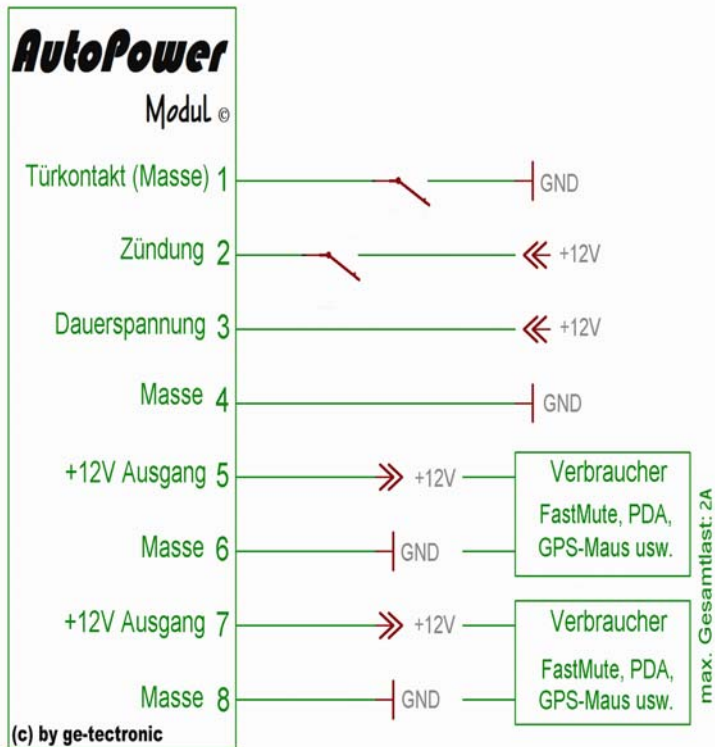 AutoPower
Modul ©
Türkontakt (Masse) 1
GND
Zündung 2
+12V
Dauerspannung 3
+12V
Masse 4
GND
+12V Ausgang 5
+12V
Verbraucher
FastMute, PDA,
GPS-Maus usw.
Masse 6
GND
+12V Ausgang 7
+12V
Verbraucher
FastMute, PDA,
GPS-Maus usw.
Masse 8
GND
max. Gesamtlast: 2A
(c) by ge-tectronic